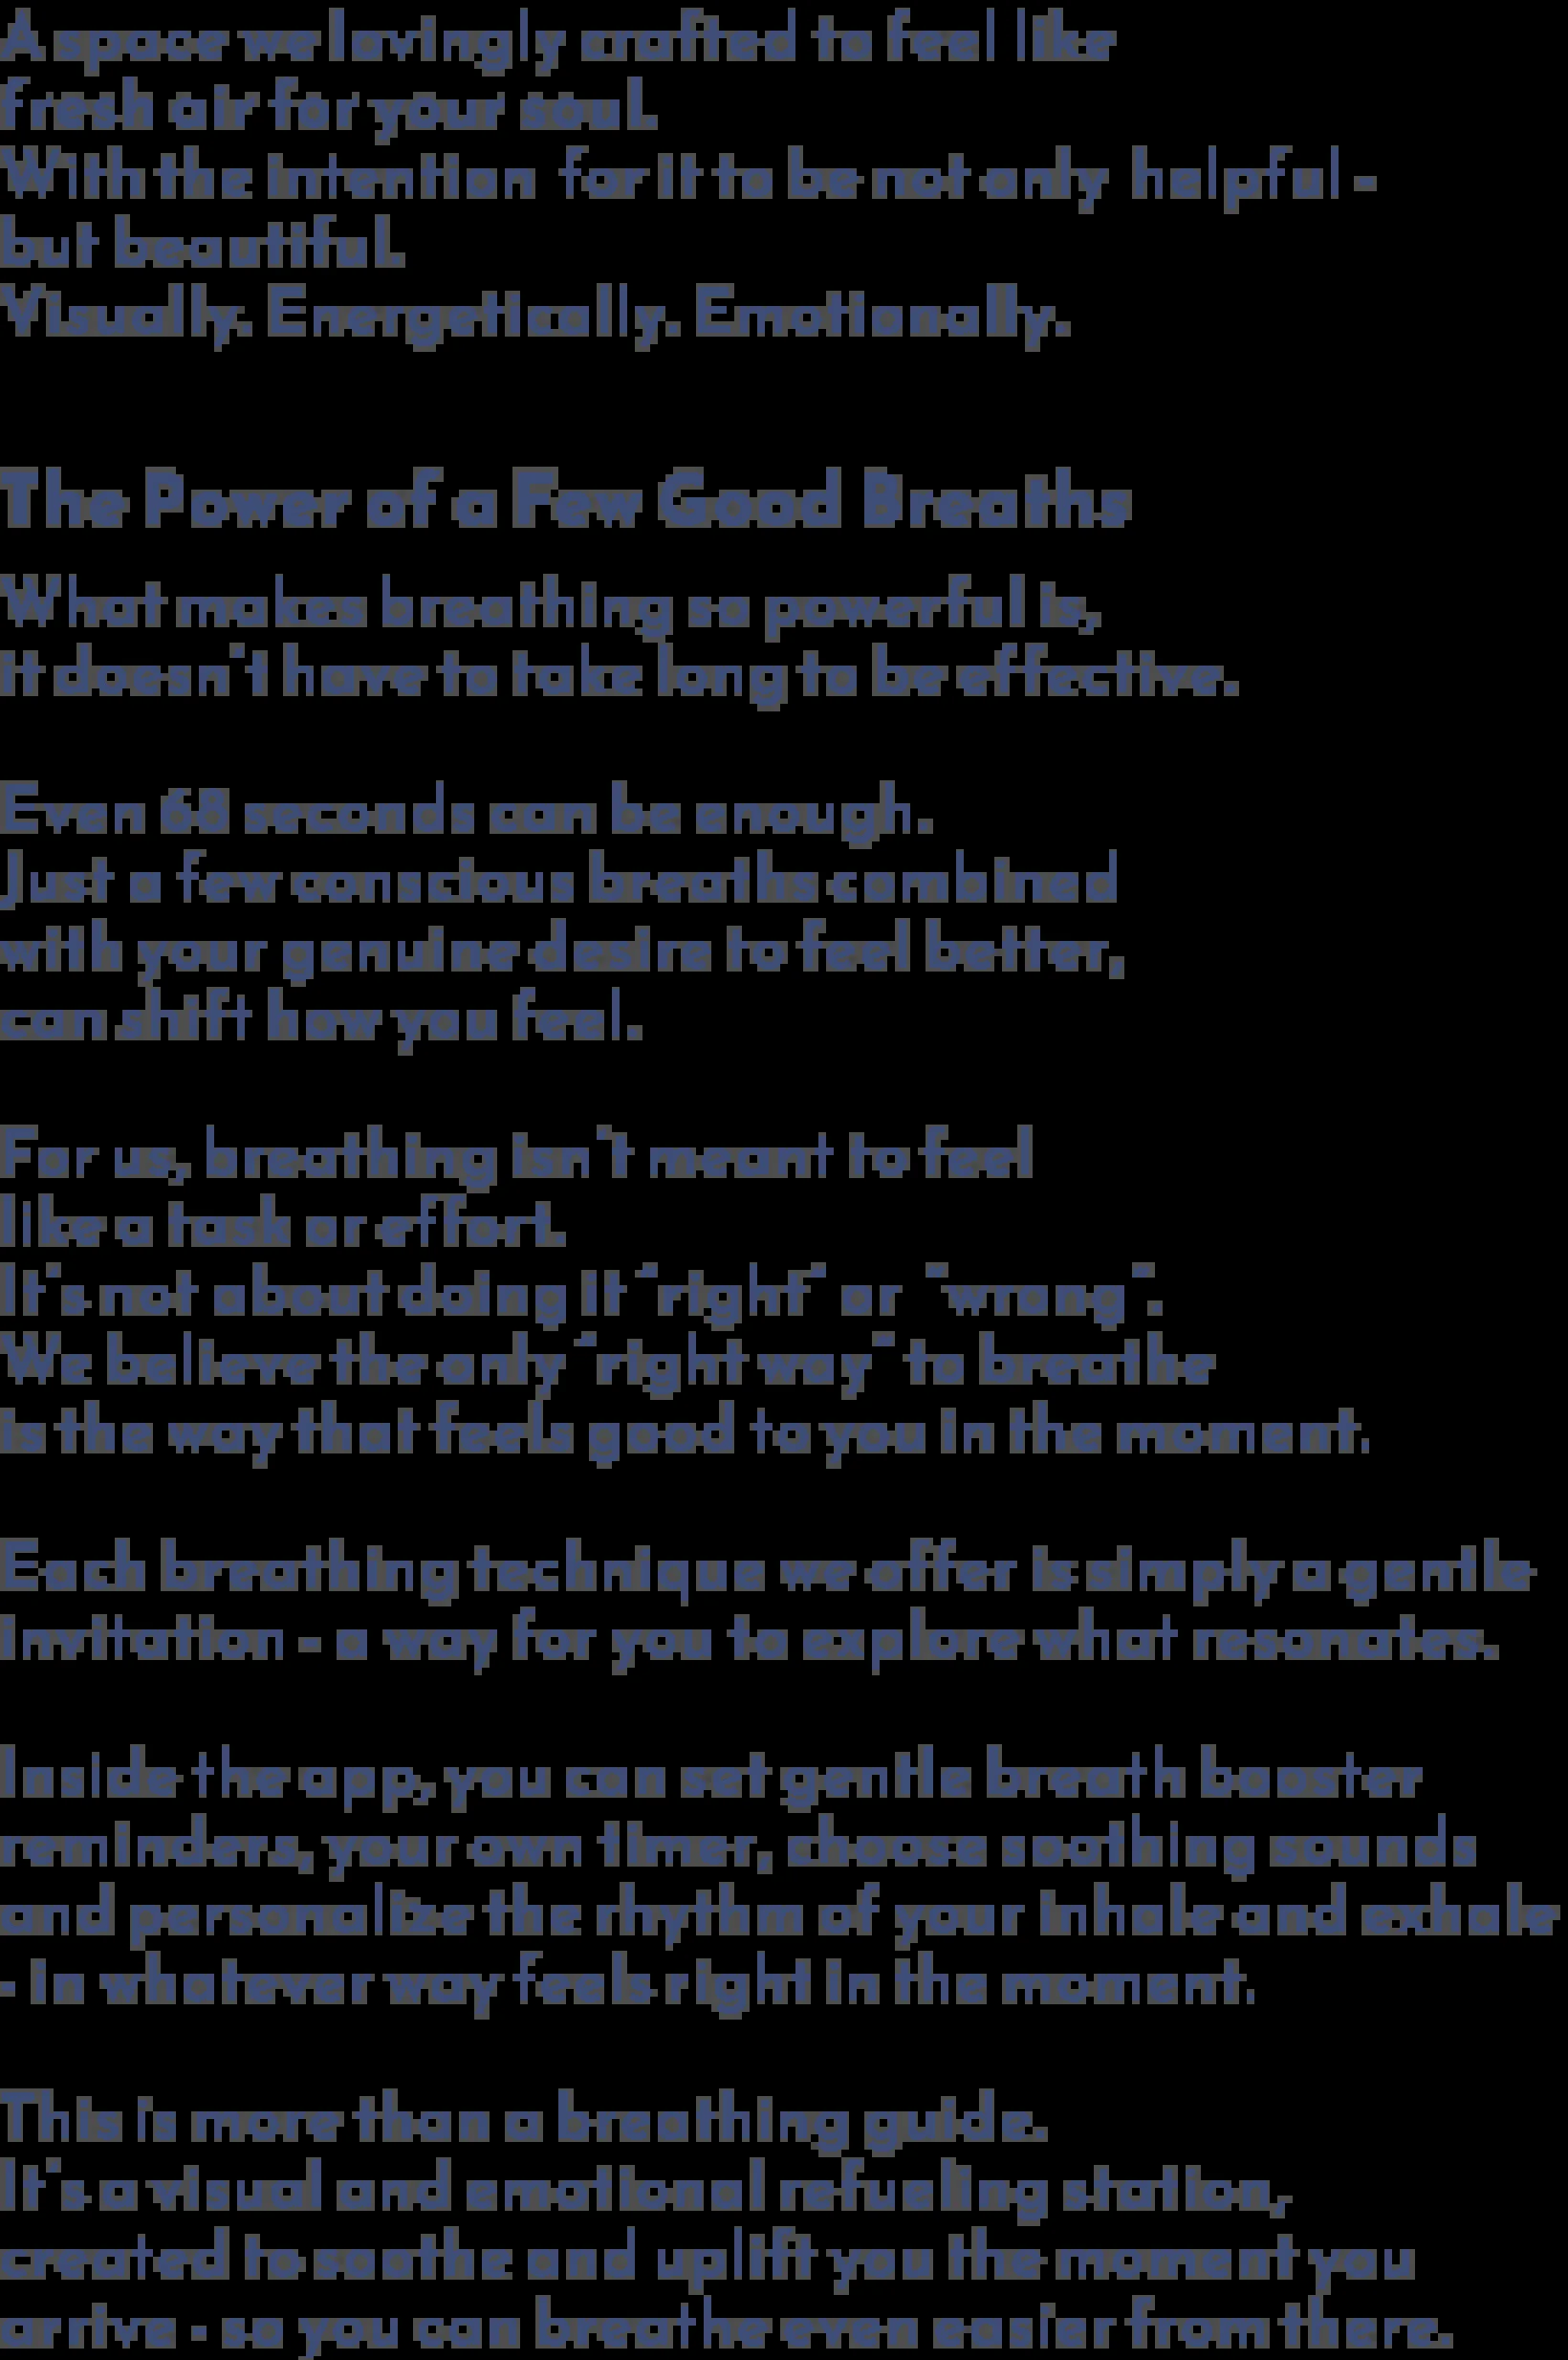 A space we lovingly crafted to feel like
fresh air for your soul.
With the intention for it to be not only helpful -
but beautiful.
Visually. Energetically. Emotionally.
The Power of a Few Good Breaths
What makes breathing so powerful is,
it doesn't have to take long to be effective.
Even 68 seconds can be enough.
Just a few conscious breaths combined
with your genuine desire to feel better,
can shift how you feel.
For us, breathing isn't meant to feel
like a task or effort.
It's not about doing it "right" or "wrong".
We believe the only "right way" to breathe
is the way that feels good to you in the moment.
Each breathing technique we offer is simply a gentle
invitation - a way for you to explore what resonates.
Inside the app, you can set gentle breath booster
reminders, your own timer, choose soothing sounds
and personalize the rhythm of your inhale and exhale
- in whatever way feels right in the moment.
This is more than a breathing guide.
It's a visual and emotional refueling station,
created to soothe and uplift you the moment you
arrive - so you can breathe even easier from there.